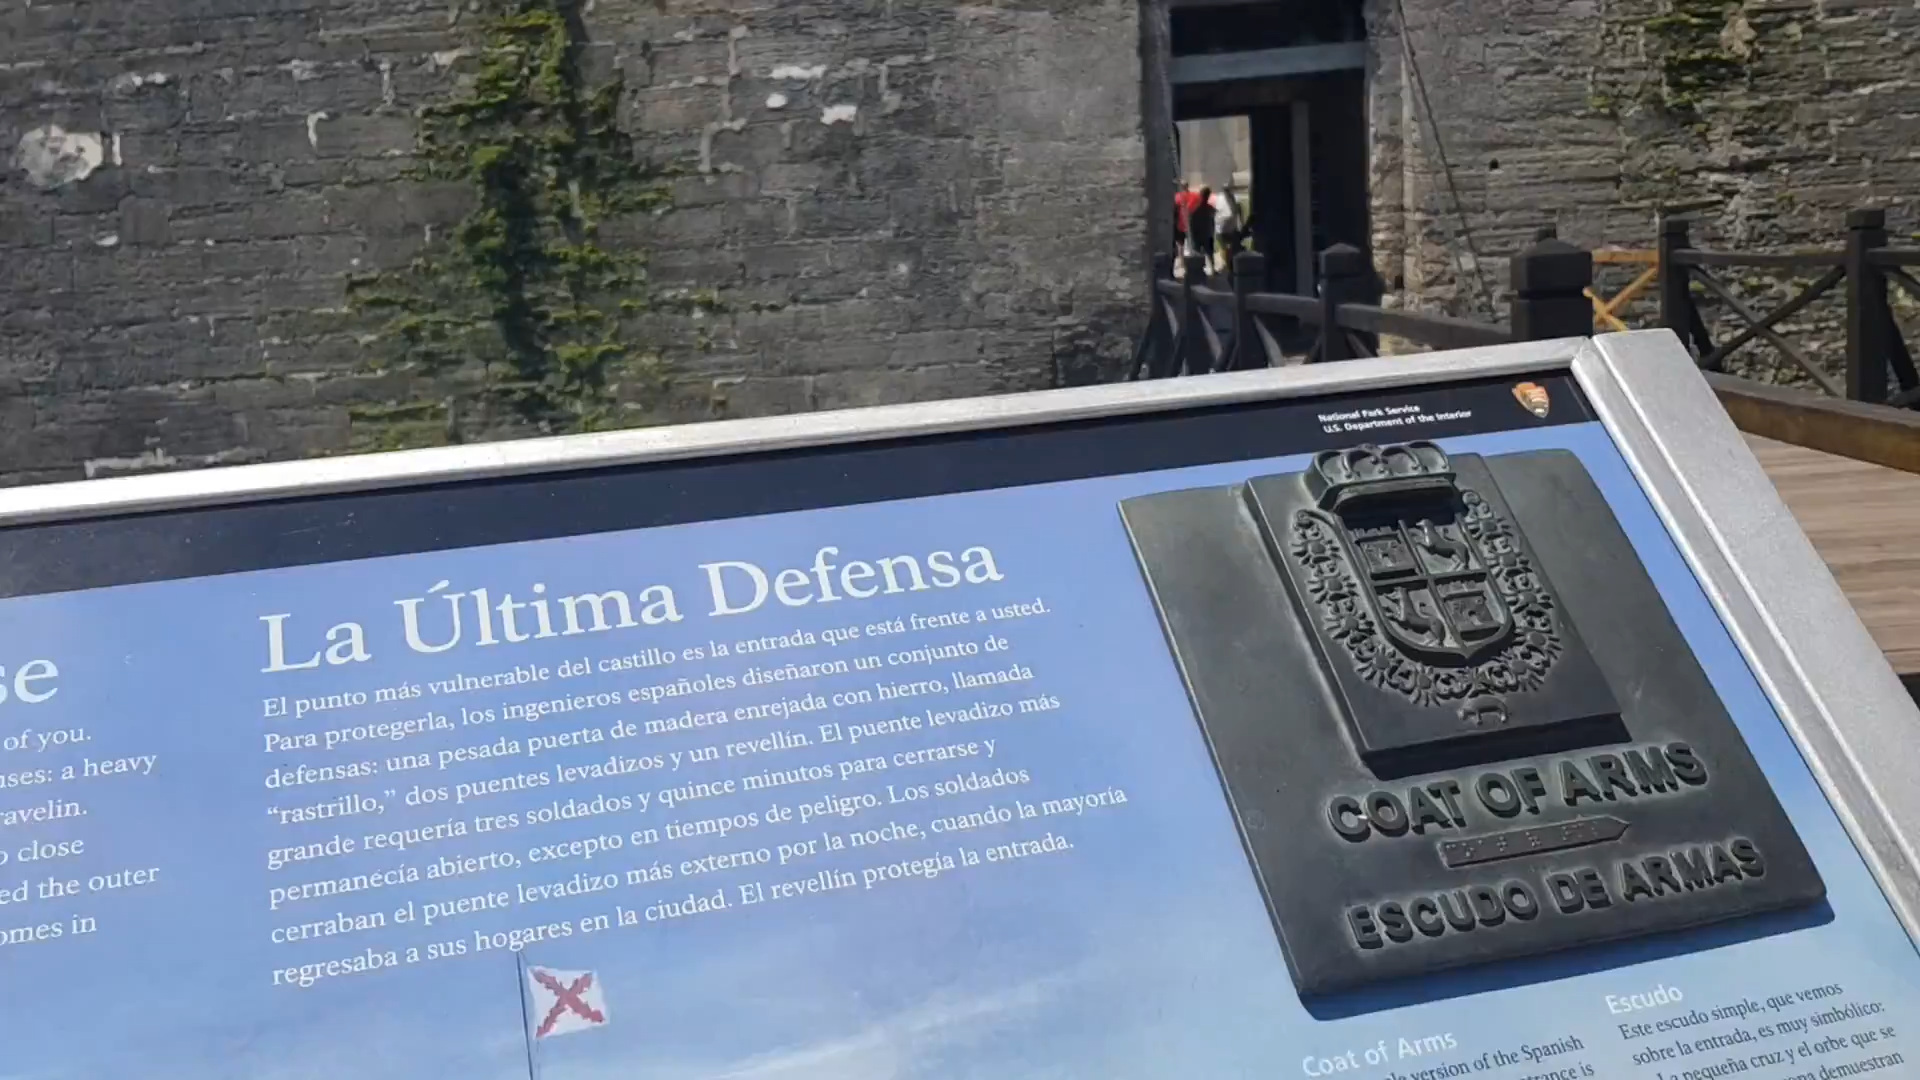 National Park Service
U.S. Department of the Interior
se
of you.
uses: a heavy
avelin.
o close
ed the outer
omes in
La Última Defensa
El punto más vulnerable del castillo es la entrada que está frente a usted.
Para protegerla, los ingenieros españoles diseñaron un conjunto de
defensas: una pesada puerta de madera enrejada con hierro, llamada
“rastrillo,” dos puentes levadizos y un revellín. El puente levadizo más
grande requería tres soldados y quince minutos para cerrarse y
permanécía abierto, excepto en tiempos de peligro. Los soldados
cerraban el puente levadizo más externo por la noche, cuando la mayoría
regresaba a sus hogares en la ciudad. El revellín protegía la entrada.
COAT OF ARMS
ESCUDO DE ARMAS
Coat of Arms
version of the Spanish
trance is
Escudo
Este escudo simple, que vemos
sobre la entrada, es muy simbólico:
La pequeña cruz y el orbe que se
demuestran